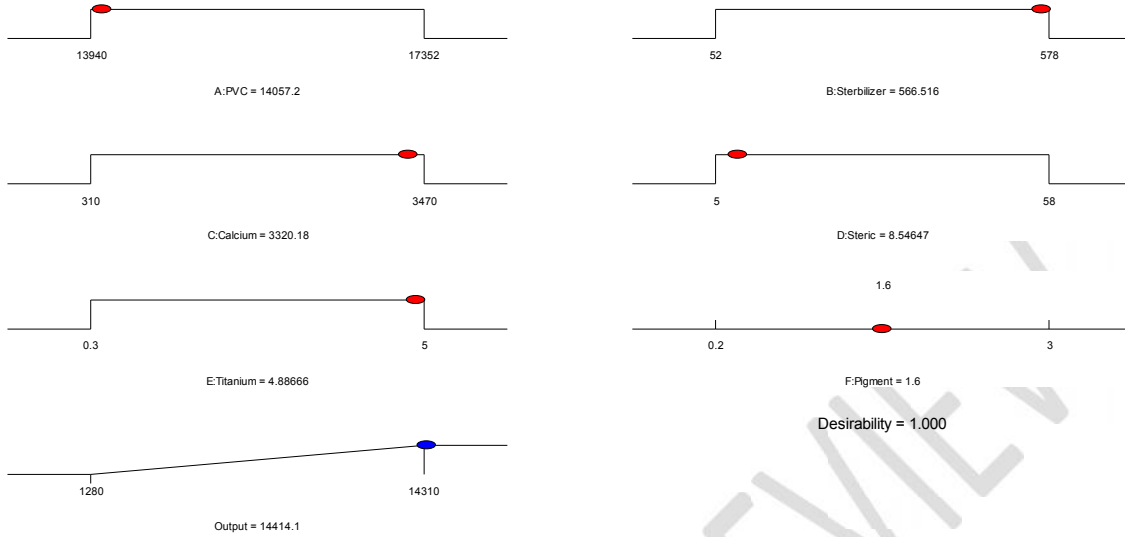 13940 17352
A:PVC = 14057.2
52 578
B:Sterbilizer = 566.516
310 3470
C:Calcium = 3320.18
5 58
D:Steric = 8.54647
0.3 5
E:Titanium = 4.88666
1.6
0.2 3
F:Pigment = 1.6
1280 14310
Output = 14414.1
Desirability = 1.000